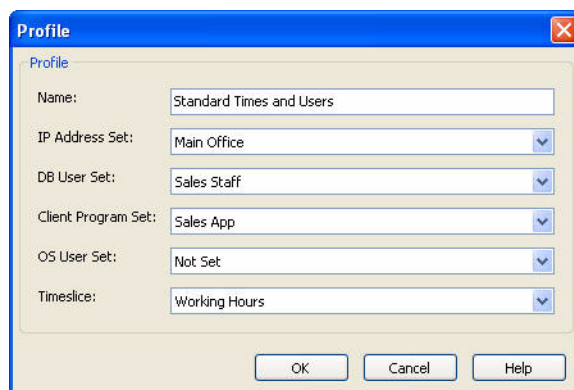 Profile
Profile
Name: Standard Times and Users
IP Address Set: Main Office
DB User Set: Sales Staff
Client Program Set: Sales App
OS User Set: Not Set
Timeslice: Working Hours
OK Cancel Help